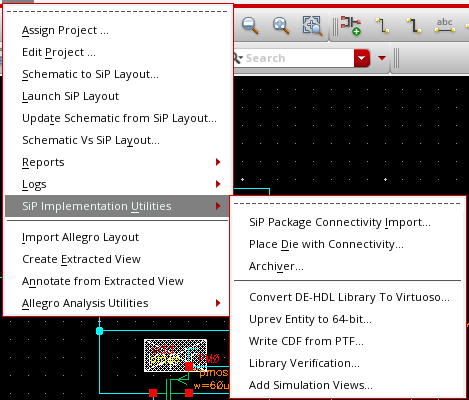 Assign Project ...
Edit Project ...
Schematic to SiP Layout...
Launch SiP Layout
Update Schematic from SiP Layout...
Schematic Vs SiP Layout...
Reports
Logs
SiP Implementation Utilities
Import Allegro Layout
Create Extracted View
Annotate from Extracted View
Allegro Analysis Utilities
abc
Search
SiP Package Connectivity Import...
Place Die with Connectivity...
Archiver...
Convert DE-HDL Library To Virtuoso...
Uprev Entity to 64-bit...
Write CDF from PTF...
Library Verification...
Add Simulation Views...
w=60u